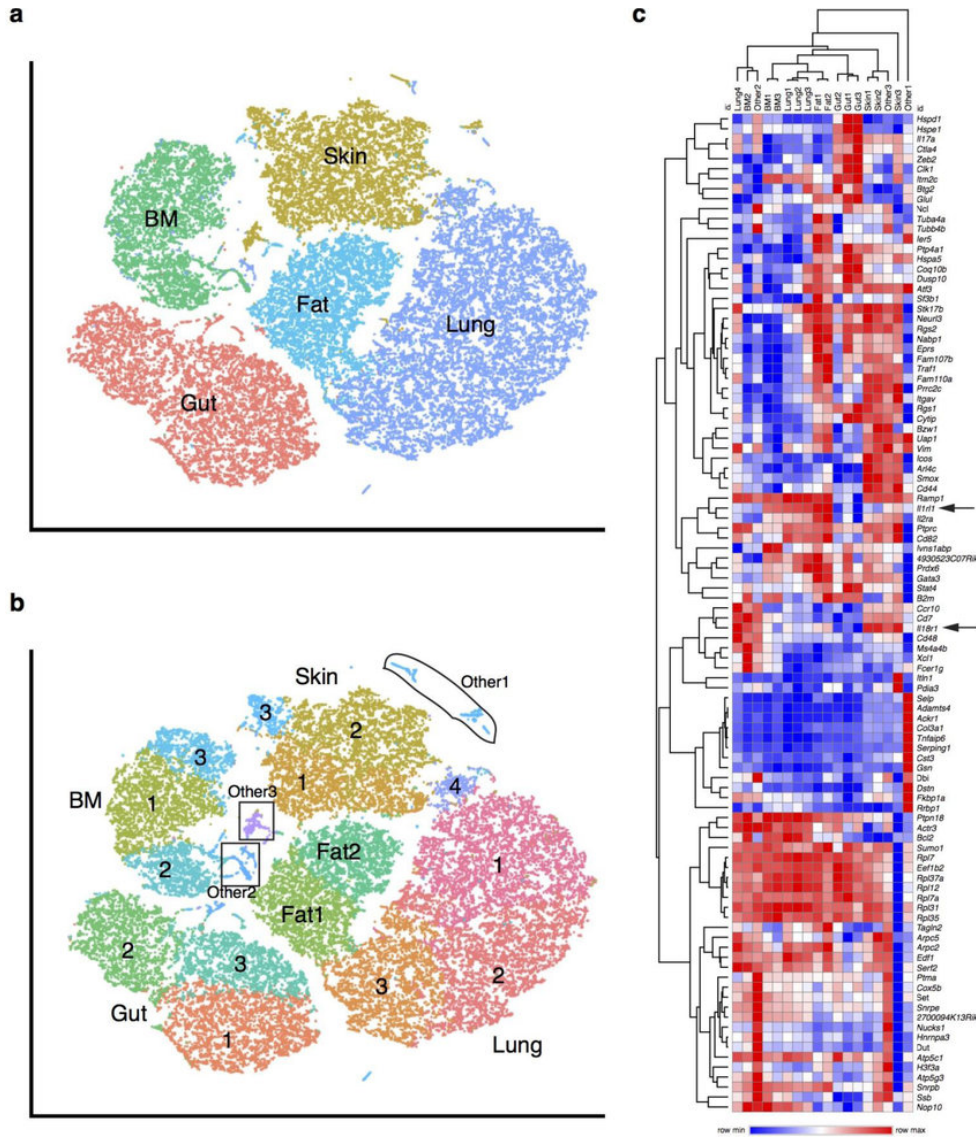 a
Skin
BM
Fat
Lung
Gut
b
Skin
Other1
3
2
3
1
4
BM
1
Other3
Fat2
1
2
Other2
Fat1
2
3
3
2
Gut
1
Lung
c
id
Lung4
BM2
Other2
BM1
BM3
Lung1
Lung2
Lung3
Fat1
Fat2
Gut2
Gut1
Gut3
Skin1
Skin2
Other3
Skin3
Other1
id
Hspd1
Hspe1
Il17a
Ctla4
Zeb2
Clk1
Itm2c
Btg2
Glul
Ncl
Tuba4a
Tubb4b
Ier5
Ptp4a1
Hspa5
Coq10b
Dusp10
Atf3
Sf3b1
Stk17b
Neurl3
Rgs2
Nabp1
Eprs
Fam107b
Traf1
Fam110a
Prrc2c
Itgav
Rgs1
Cytip
Bzw1
Uap1
Vim
Icos
Arl4c
Smox
Cd44
Ramp1
Il1rl1
Il2ra
Ptprc
Cd82
Ivns1abp
4930523C07Rik
Prdx6
Gata3
Stat4
B2m
Ccr10
Cd7
Il18r1
Cd48
Ms4a4b
Xcl1
Fcer1g
Itln1
Pdia3
Selp
Adamts4
Ackr1
Col3a1
Tnfaip6
Serping1
Cst3
Gsn
Dbi
Dstn
Fkbp1a
Rrbp1
Ptpn18
Actr3
Bcl2
Sumo1
Rpl7
Eef1b2
Rpl37a
Rpl12
Rpl7a
Rpl31
Rpl35
Tagln2
Arpc5
Arpc2
Edf1
Serf2
Ptma
Cox5b
Set
Snrpe
2700094K13Rik
Nucks1
Hnrnpa3
Dut
Atp5c1
H3f3a
Atp5g3
Snrpb
Ssb
Nop10
row min
row max